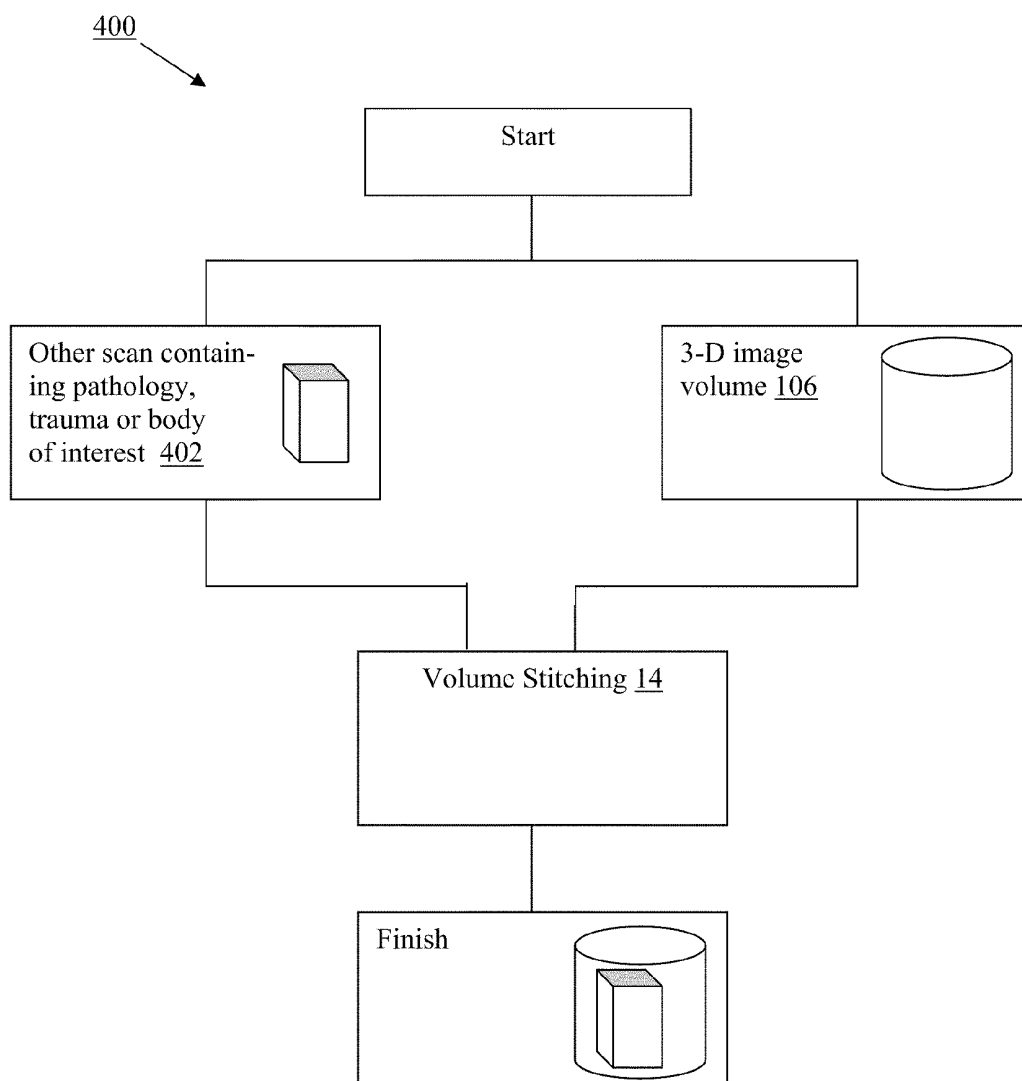 400
Start
Other scan contain-
ing pathology,
trauma or body
of interest 402
3-D image
volume 106
Volume Stitching 14
Finish